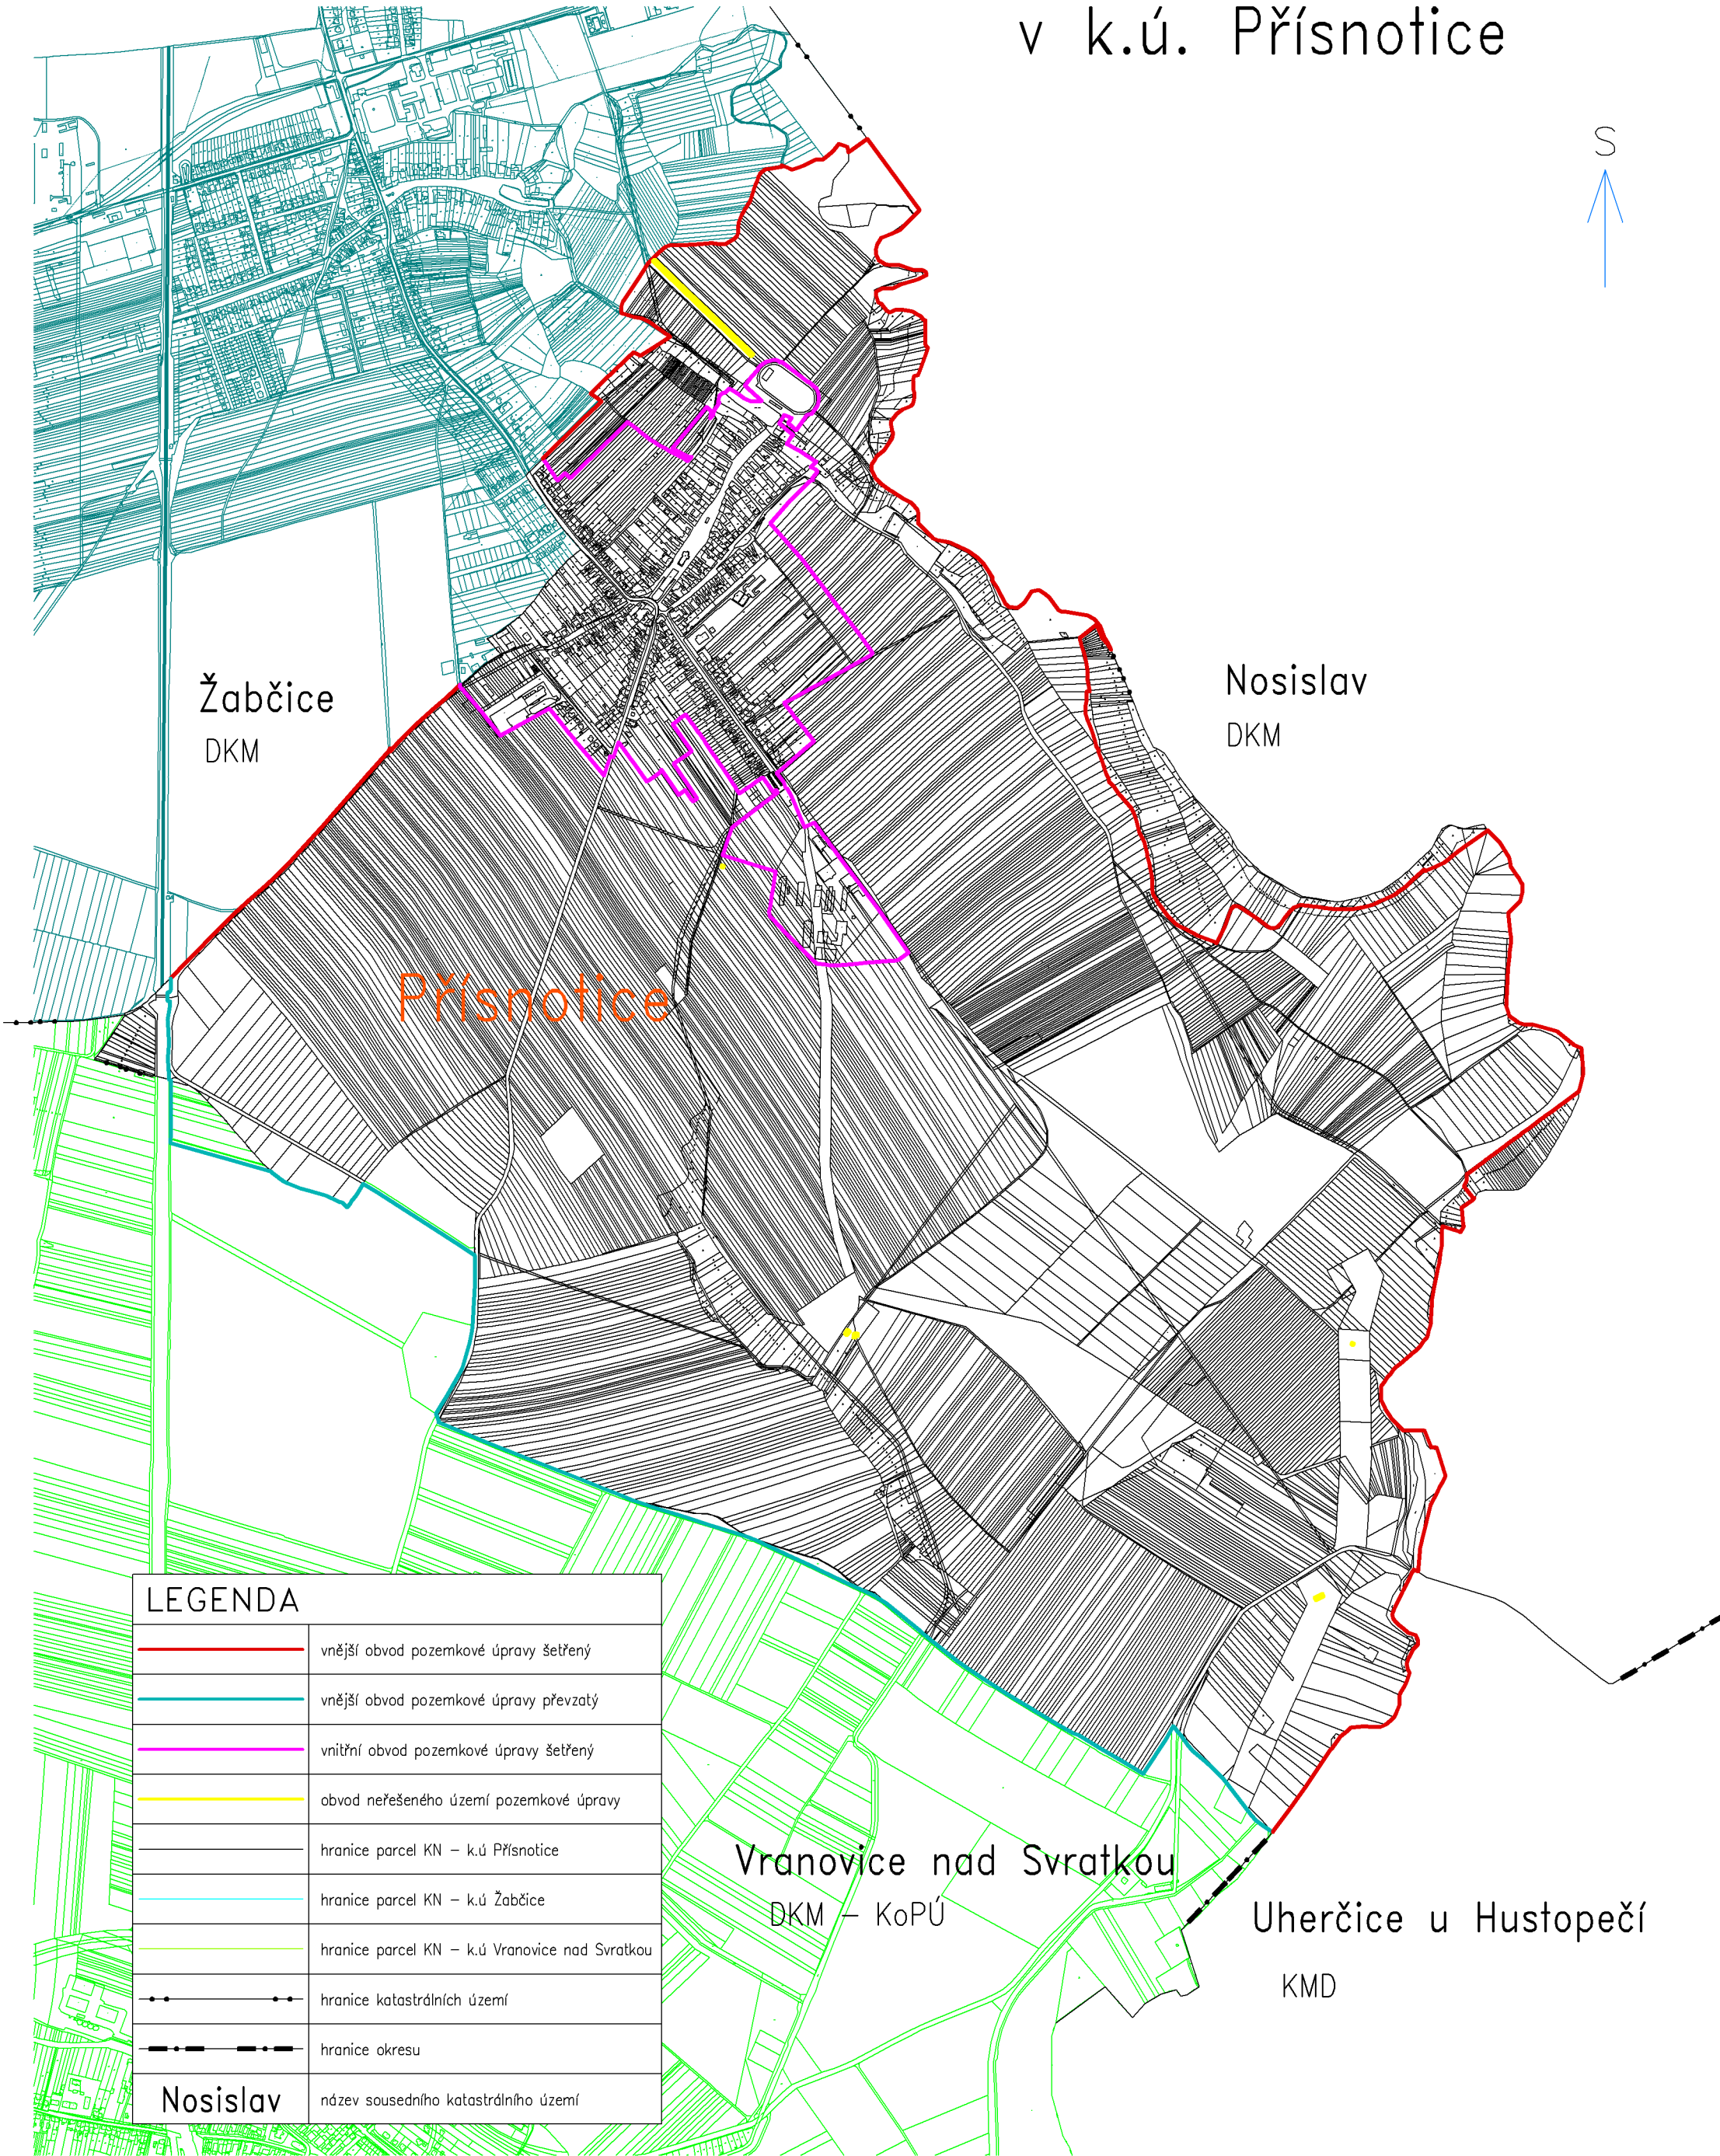 v k.ú. Přísnotice
S
Žabčice
DKM
Nosislav
DKM
Přísnotice
LEGENDA
vnější obvod pozemkové úpravy šetřený
vnější obvod pozemkové úpravy převzatý
vnitřní obvod pozemkové úpravy šetřený
obvod neřešeného území pozemkové úpravy
hranice parcel KN – k.ú Přísnotice
hranice parcel KN – k.ú Žabčice
hranice parcel KN – k.ú Vranovice nad Svratkou
hranice katastrálních území
hranice okresu
Nosislav název sousedního katastrálního území
Vranovice nad Svratkou
DKM – KoPÚ
Uherčice u Hustopečí
KMD